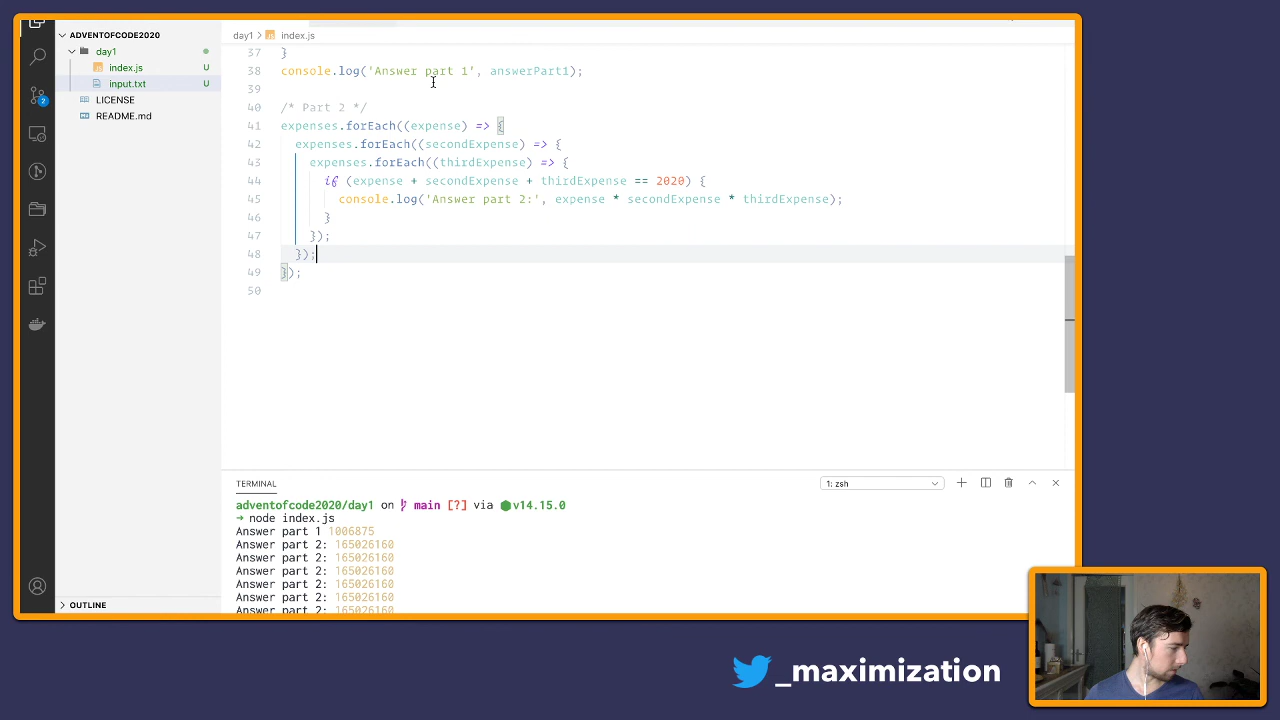 ADVENTOFCODE2020
day1
index.js
input.txt
LICENSE
README.md
OUTLINE
2
day1 > index.js
37 }
38 console.log('Answer part 1', answerPart1);
39
40 /* Part 2 */
41 expenses.forEach((expense) => {
42 expenses.forEach((secondExpense) => {
43 expenses.forEach((thirdExpense) => {
44 if (expense + secondExpense + thirdExpense == 2020) {
45 console.log('Answer part 2:', expense * secondExpense * thirdExpense);
46 }
47 });
48 });
49 });
50
U
U
TERMINAL
1: zsh
adventofcode2020/day1 on main [?] via v14.15.0
→ node index.js
Answer part 1 1006875
Answer part 2: 165026160
Answer part 2: 165026160
Answer part 2: 165026160
Answer part 2: 165026160
Answer part 2: 165026160
Answer part 2: 165026160
_maximization